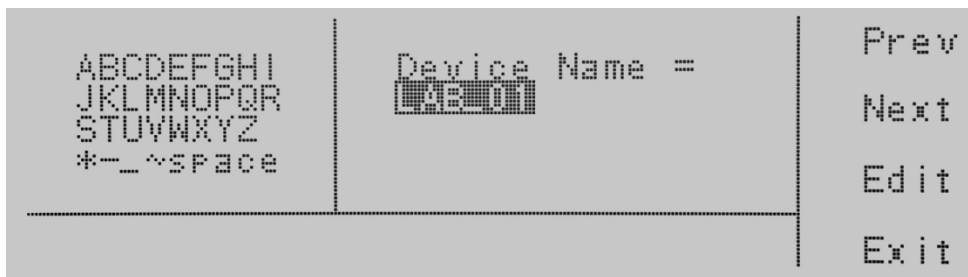 ABCDEFGHI
JKLMNOPQR
STUVWXYZ
*-_~space
Device Name =
LAB_01
Prev
Next
Edit
Exit